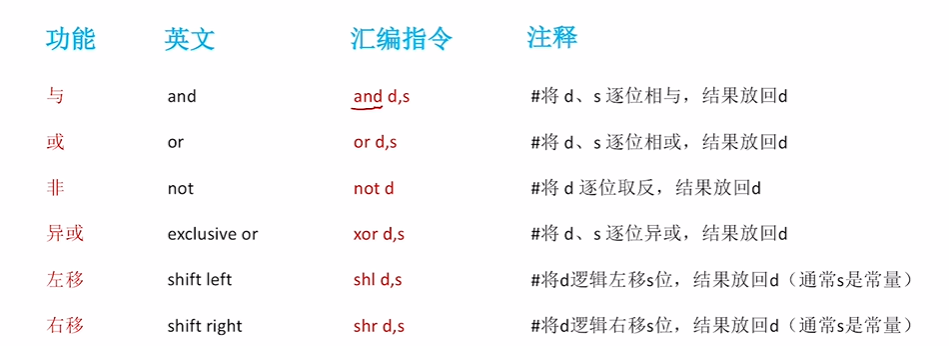 功能 英文 汇编指令 注释
与 and and d,s #将 d、s 逐位相与，结果放回d
或 or or d,s #将 d、s 逐位相或，结果放回d
非 not not d #将 d 逐位取反，结果放回d
异或 exclusive or xor d,s #将 d、s 逐位异或，结果放回d
左移 shift left shl d,s #将d逻辑左移s位，结果放回d（通常s是常量）
右移 shift right shr d,s #将d逻辑右移s位，结果放回d（通常s是常量）